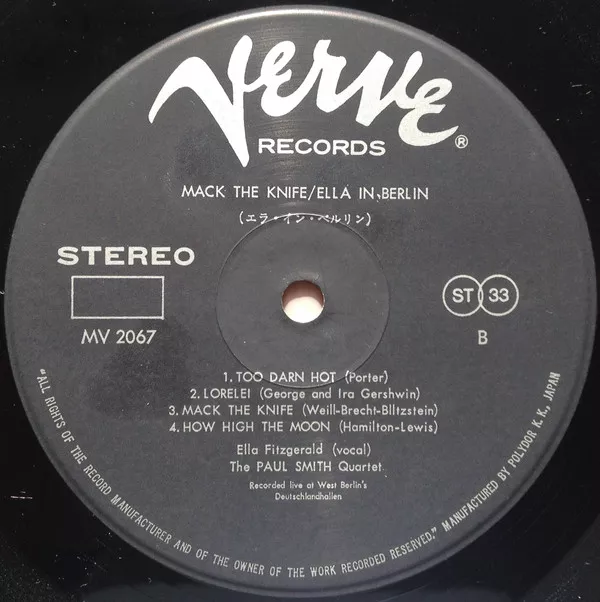 Verve
RECORDS ®
MACK THE KNIFE/ELLA IN BERLIN
(エラ・イン・ベルリン)
STEREO
MV 2067
ST 33
B
1. TOO DARN HOT (Porter)
2. LORELEI (George and Ira Gershwin)
3. MACK THE KNIFE (Weill-Brecht-Blltzstein)
4. HOW HIGH THE MOON (Hamilton-Lewis)
Ella Fitzgerald (vocal)
The PAUL SMITH Quartet
Recorded live at West Berlin's
Deutschlandhallen
"ALL RIGHTS OF THE RECORD MANUFACTURER AND OF THE OWNER OF THE WORK RECORDED RESERVED." MANUFACTURED BY POLYDOR K. K., JAPAN